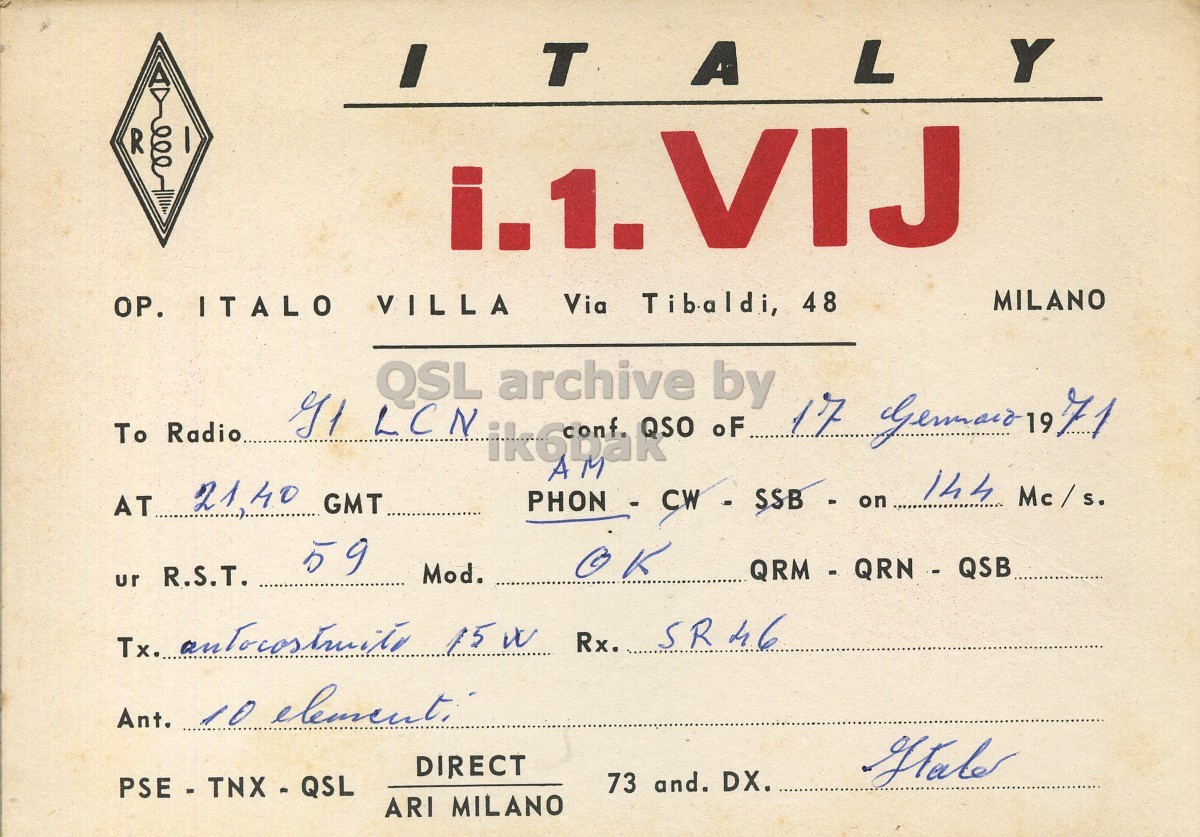 A
R I
ITALY
i.1.VIJ
OP. ITALO VILLA Via Tibaldi, 48 MILANO
QSL archive by
ik6bak
To Radio I1 LCN conf. QSO oF 17 Gennaio 1971
AM
AT 21,40 GMT PHON - CW - SSB - on 144 Mc/s.
ur R.S.T. 59 Mod. OK QRM - QRN - QSB
Tx. autocostruito 15 W Rx. SR 46
Ant. 10 elementi
PSE - TNX - QSL DIRECT 73 and. DX. Italo
ARI MILANO